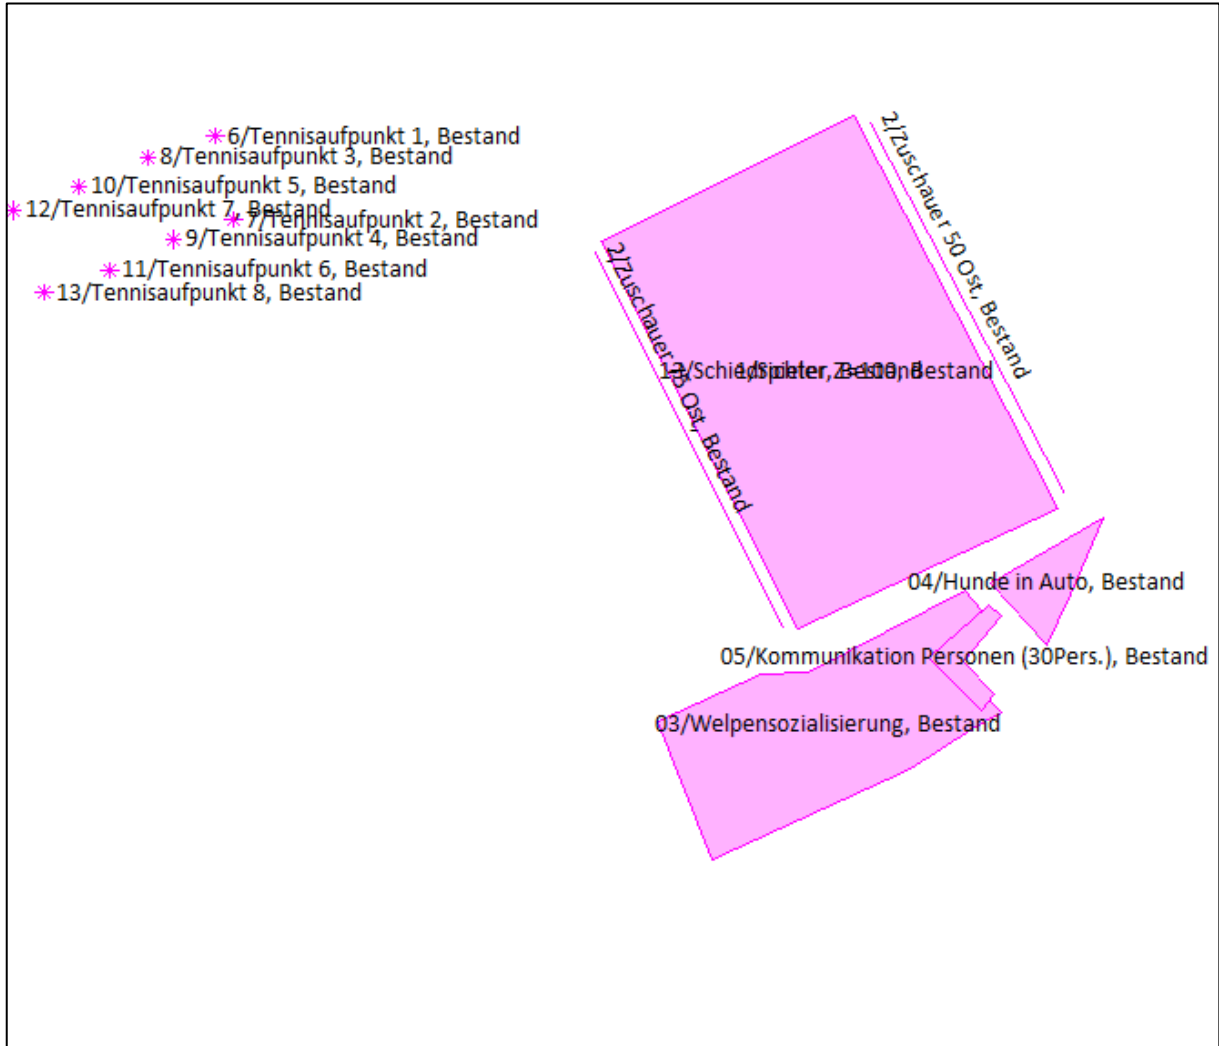 6/Tennisaufpunkt 1, Bestand
8/Tennisaufpunkt 3, Bestand
10/Tennisaufpunkt 5, Bestand
12/Tennisaufpunkt 7, Bestand
7/Tennisaufpunkt 2, Bestand
9/Tennisaufpunkt 4, Bestand
11/Tennisaufpunkt 6, Bestand
13/Tennisaufpunkt 8, Bestand
2/Zuschauer 50 Ost, Bestand
2/Zuschauer Ost, Bestand
Bestand
04/Hunde in Auto, Bestand
05/Kommunikation Personen (30Pers.), Bestand
03/Welpensozialisierung, Bestand